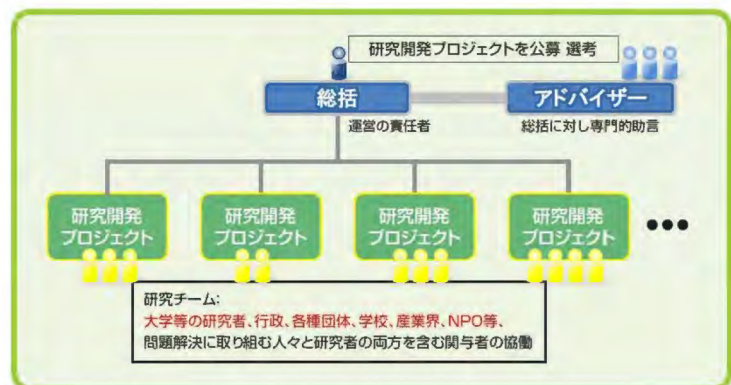 研究開発プロジェクトを公募 選考
総括
アドバイザー
運営の責任者
総括に対し専門的助言
研究開発
プロジェクト
研究開発
プロジェクト
研究開発
プロジェクト
研究開発
プロジェクト
•••
研究チーム:
大学等の研究者、行政、各種団体、学校、産業界、NPO等、
問題解決に取り組む人々と研究者の両方を含む関与者の協働